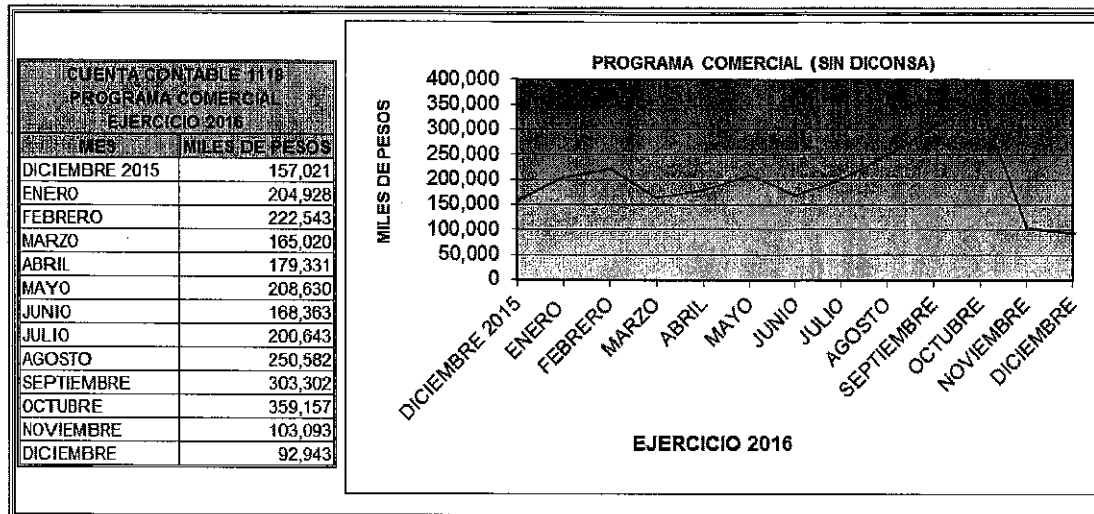 CUENTA CONTABLE 1118
PROGRAMA COMERCIAL
EJERCICIO 2016
MES MILES DE PESOS
DICIEMBRE 2015 157,021
ENERO 204,928
FEBRERO 222,543
MARZO 165,020
ABRIL 179,331
MAYO 208,630
JUNIO 168,363
JULIO 200,643
AGOSTO 250,582
SEPTIEMBRE 303,302
OCTUBRE 359,157
NOVIEMBRE 103,093
DICIEMBRE 92,943
PROGRAMA COMERCIAL (SIN DICONSA)
MILES DE PESOS
400,000
350,000
300,000
250,000
200,000
150,000
100,000
50,000
0
DICIEMBRE 2015
ENERO
FEBRERO
MARZO
ABRIL
MAYO
JUNIO
JULIO
AGOSTO
SEPTIEMBRE
OCTUBRE
NOVIEMBRE
DICIEMBRE
EJERCICIO 2016